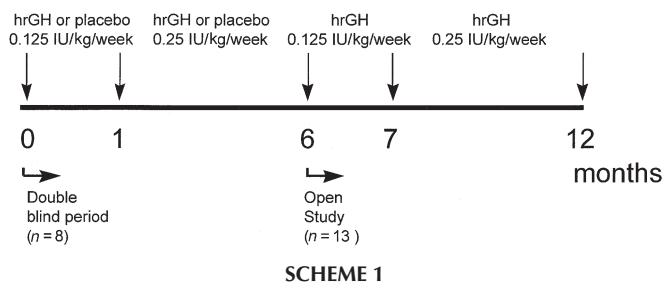 hrGH or placebo
0.125 IU/kg/week
hrGH or placebo
0.25 IU/kg/week
hrGH
0.125 IU/kg/week
hrGH
0.25 IU/kg/week
0
1
6
7
12
months
Double
blind period
(n = 8)
Open
Study
(n = 13 )
SCHEME 1